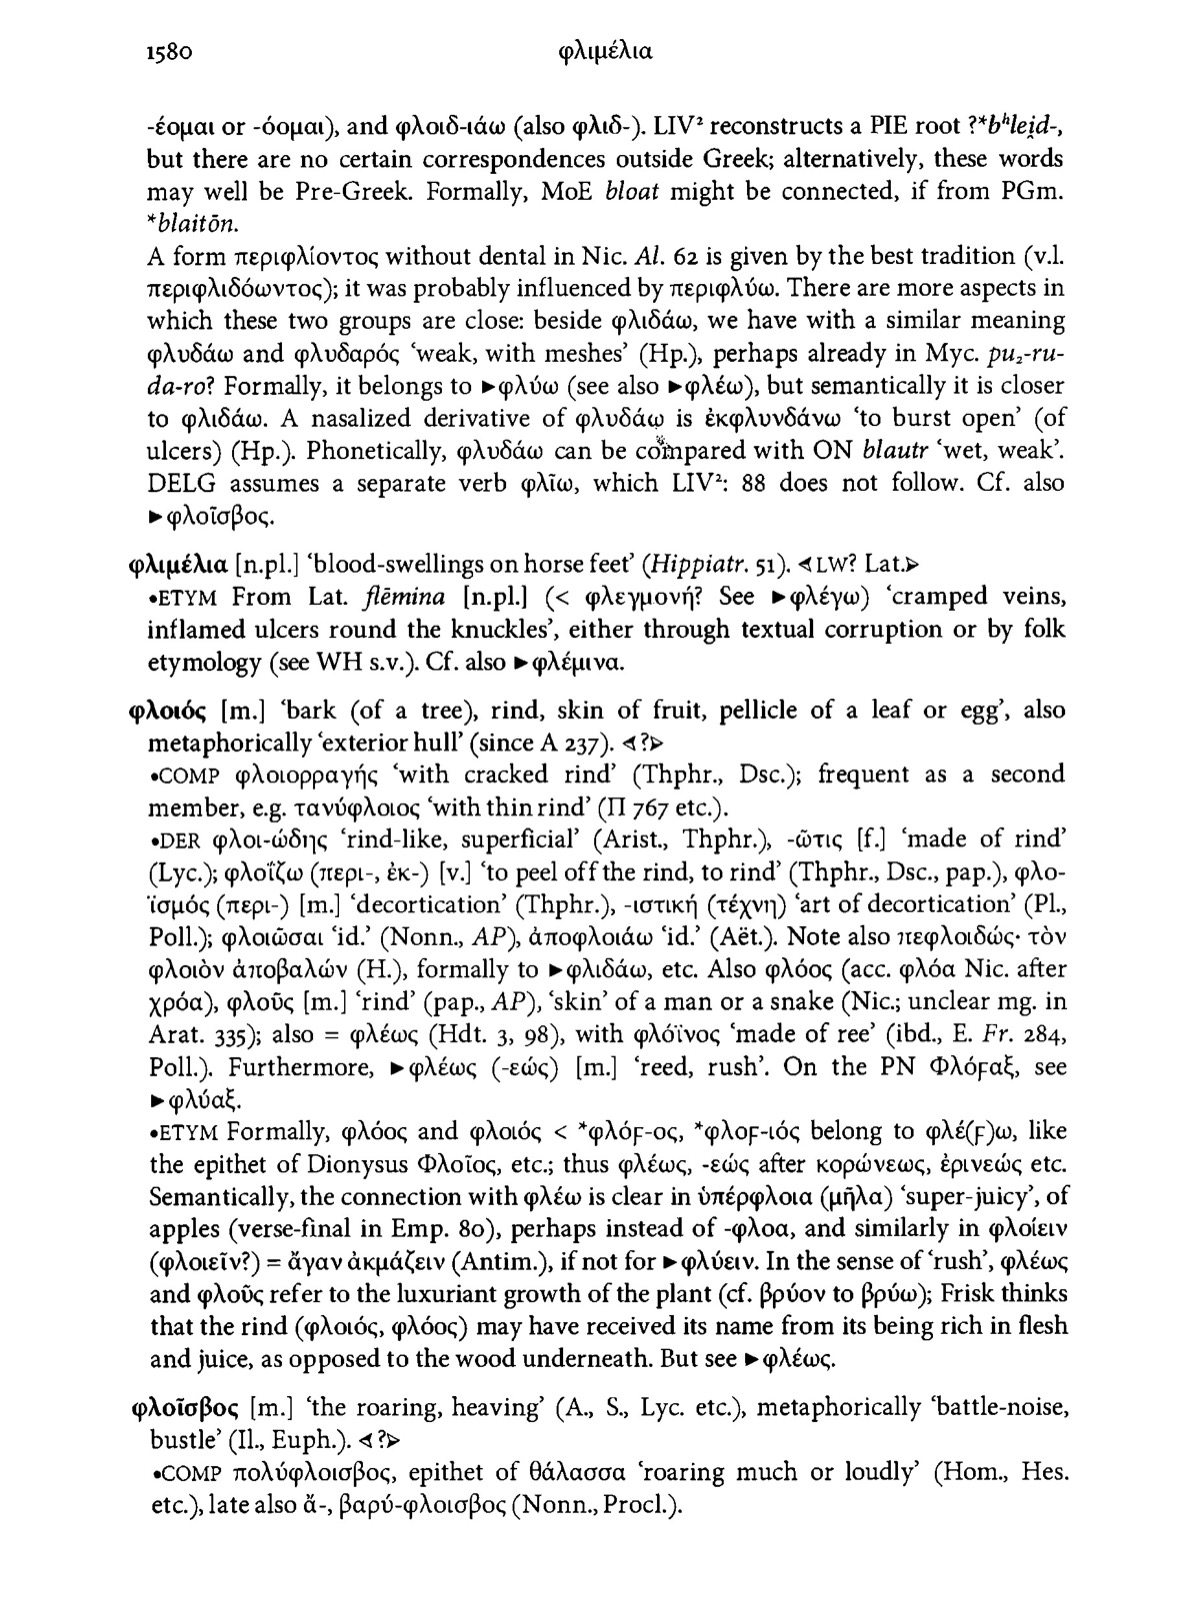 1580
φλιμέλια
-έομαι or -όομαι), and φλοιδ-ιάω (also φλιδ-). LIV² reconstructs a PIE root ?*bʰlei̯d-,
but there are no certain correspondences outside Greek; alternatively, these words
may well be Pre-Greek. Formally, MoE bloat might be connected, if from PGm.
*blaitōn.
A form περιφλίοντος without dental in Nic. Al. 62 is given by the best tradition (v.l.
περιφλιδόωντος); it was probably influenced by περιφλύω. There are more aspects in
which these two groups are close: beside φλιδάω, we have with a similar meaning
φλυδάω and φλυδαρός ‘weak, with meshes’ (Hp.), perhaps already in Myc. pu₂-ru-
da-ro? Formally, it belongs to ►φλύω (see also ►φλέω), but semantically it is closer
to φλιδάω. A nasalized derivative of φλυδάω is ἐκφλυνδάνω ‘to burst open’ (of
ulcers) (Hp.). Phonetically, φλυδάω can be compared with ON blautr ‘wet, weak’.
DELG assumes a separate verb φλῑω, which LIV²: 88 does not follow. Cf. also
►φλοῖσβος.
φλιμέλια [n.pl.] ‘blood-swellings on horse feet’ (Hippiatr. 51). ⊲LW? Lat.⊳
•ETYM From Lat. flēmina [n.pl.] (< φλεγμονή? See ►φλέγω) ‘cramped veins,
inflamed ulcers round the knuckles’, either through textual corruption or by folk
etymology (see WH s.v.). Cf. also ►φλέμινα.
φλοιός [m.] ‘bark (of a tree), rind, skin of fruit, pellicle of a leaf or egg’, also
metaphorically ‘exterior hull’ (since A 237). ⊲?⊳
•COMP φλοιορραγής ‘with cracked rind’ (Thphr., Dsc.); frequent as a second
member, e.g. τανύφλοιος ‘with thin rind’ (Π 767 etc.).
•DER φλοι-ώδης ‘rind-like, superficial’ (Arist., Thphr.), -ῶτις [f.] ‘made of rind’
(Lyc.); φλοΐζω (περι-, ἐκ-) [v.] ‘to peel off the rind, to rind’ (Thphr., Dsc., pap.), φλο-
ϊσμός (περι-) [m.] ‘decortication’ (Thphr.), -ιστική (τέχνη) ‘art of decortication’ (Pl.,
Poll.); φλοιῶσαι ‘id.’ (Nonn., AP), ἀποφλοιάω ‘id.’ (Aët.). Note also πεφλοιδώς· τὸν
φλοιὸν ἀποβαλών (H.), formally to ►φλιδάω, etc. Also φλόος (acc. φλόα Nic. after
χρόα), φλοῦς [m.] ‘rind’ (pap., AP), ‘skin’ of a man or a snake (Nic.; unclear mg. in
Arat. 335); also = φλέως (Hdt. 3, 98), with φλόϊνος ‘made of ree’ (ibd., E. Fr. 284,
Poll.). Furthermore, ►φλέως (-εώς) [m.] ‘reed, rush’. On the PN Φλόϝαξ, see
►φλύαξ.
•ETYM Formally, φλόος and φλοιός < *φλόϝ-ος, *φλοϝ-ιός belong to φλέ(ϝ)ω, like
the epithet of Dionysus Φλοῖος, etc.; thus φλέως, -εώς after κορώνεως, ἐρινεώς etc.
Semantically, the connection with φλέω is clear in ὑπέρφλοια (μῆλα) ‘super-juicy’, of
apples (verse-final in Emp. 80), perhaps instead of -φλοα, and similarly in φλοίειν
(φλοιεῖν?) = ἄγαν ἀκμάζειν (Antim.), if not for ►φλύειν. In the sense of ‘rush’, φλέως
and φλοῦς refer to the luxuriant growth of the plant (cf. βρύον to βρύω); Frisk thinks
that the rind (φλοιός, φλόος) may have received its name from its being rich in flesh
and juice, as opposed to the wood underneath. But see ►φλέως.
φλοῖσβος [m.] ‘the roaring, heaving’ (A., S., Lyc. etc.), metaphorically ‘battle-noise,
bustle’ (Il., Euph.). ⊲?⊳
•COMP πολύφλοισβος, epithet of θάλασσα ‘roaring much or loudly’ (Hom., Hes.
etc.), late also ἄ-, βαρύ-φλοισβος (Nonn., Procl.).